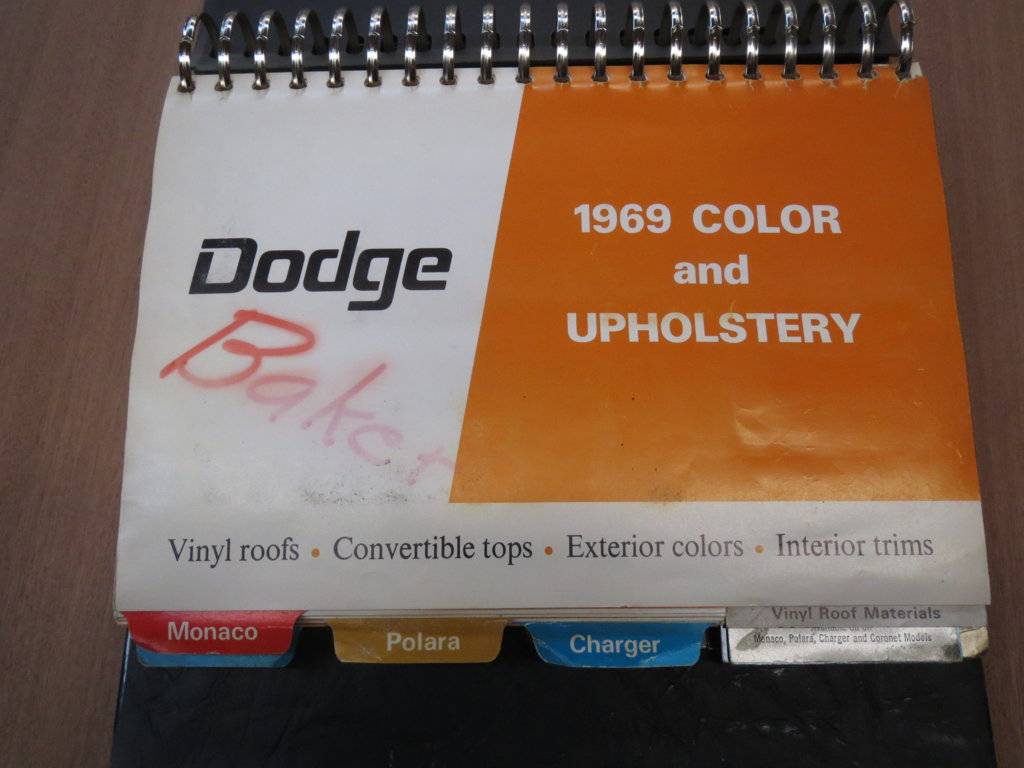 Dodge
Baker
1969 COLOR
and
UPHOLSTERY
Vinyl roofs • Convertible tops • Exterior colors • Interior trims
Monaco
Polara
Charger
Vinyl Roof Materials
Monaco, Polara, Charger and Coronet Models